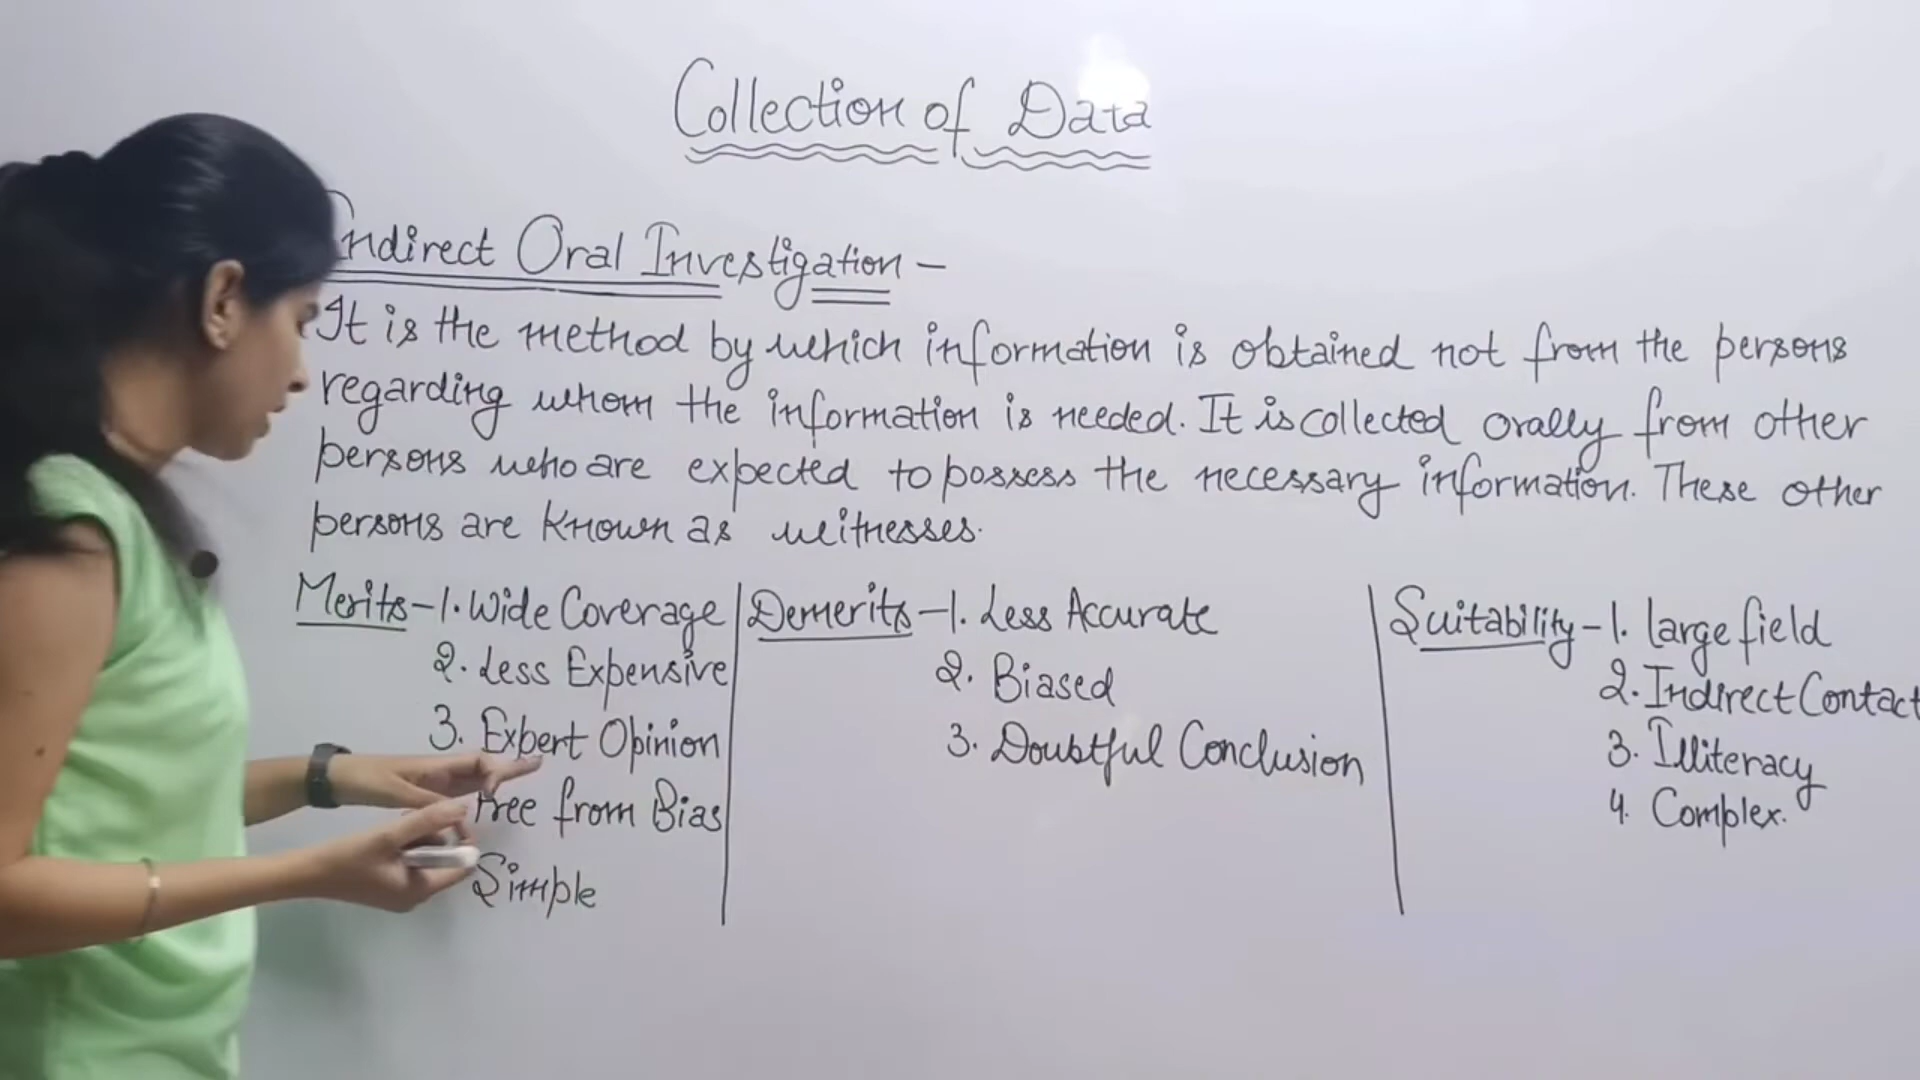 Collection of Data
Indirect Oral Investigation -
It is the method by which information is obtained not from the persons
regarding whom the information is needed. It is collected orally from other
persons who are expected to possess the necessary information. These other
persons are known as witnesses.
Merits - 1. Wide Coverage
2. Less Expensive
3. Expert Opinion
Free from Bias
Simple
Demerits - 1. Less Accurate
2. Biased
3. Doubtful Conclusion
Suitability - 1. large field
2. Indirect Contact
3. Illiteracy
4. Complex.